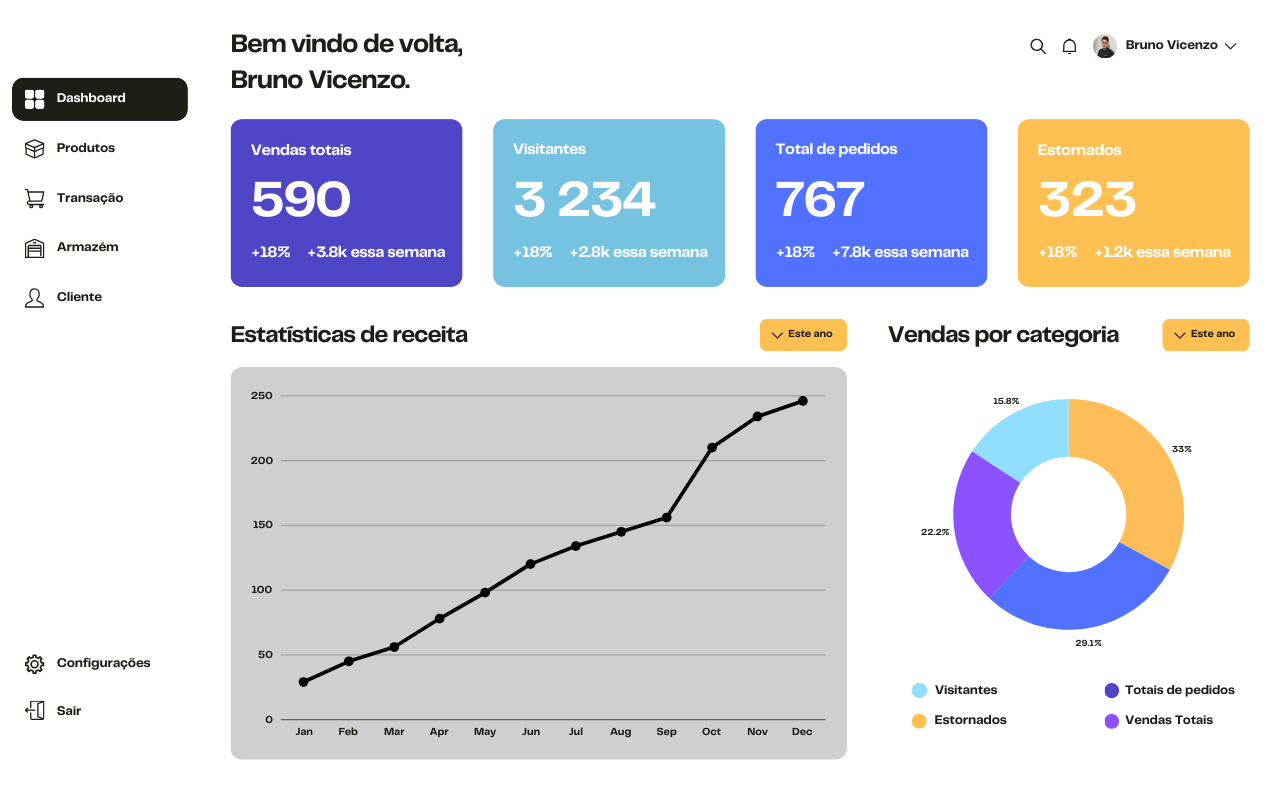 Bem vindo de volta,
Bruno Vicenzo.
Bruno Vicenzo
Dashboard
Produtos
Transação
Armazém
Cliente
Configurações
Sair
Vendas totais
590
+18% +3.8k essa semana
Visitantes
3 234
+18% +2.8k essa semana
Total de pedidos
767
+18% +7.8k essa semana
Estornados
323
+18% +1.2k essa semana
Estatísticas de receita
Este ano
250
200
150
100
50
0
Jan Feb Mar Apr May Jun Jul Aug Sep Oct Nov Dec
Vendas por categoria
Este ano
15.8%
33%
22.2%
29.1%
Visitantes
Totais de pedidos
Estornados
Vendas Totais